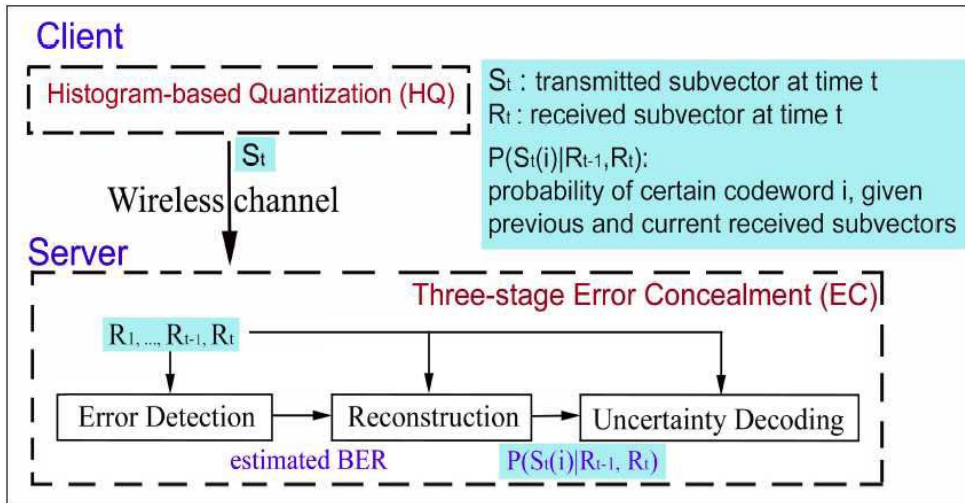 Client
Histogram-based Quantization (HQ)
St : transmitted subvector at time t
Rt : received subvector at time t
P(St(i)|Rt-1,Rt):
probability of certain codeword i, given
previous and current received subvectors
St
Wireless channel
Server
Three-stage Error Concealment (EC)
R1, ..., Rt-1, Rt
Error Detection
Reconstruction
Uncertainty Decoding
estimated BER
P(St(i)|Rt-1, Rt)